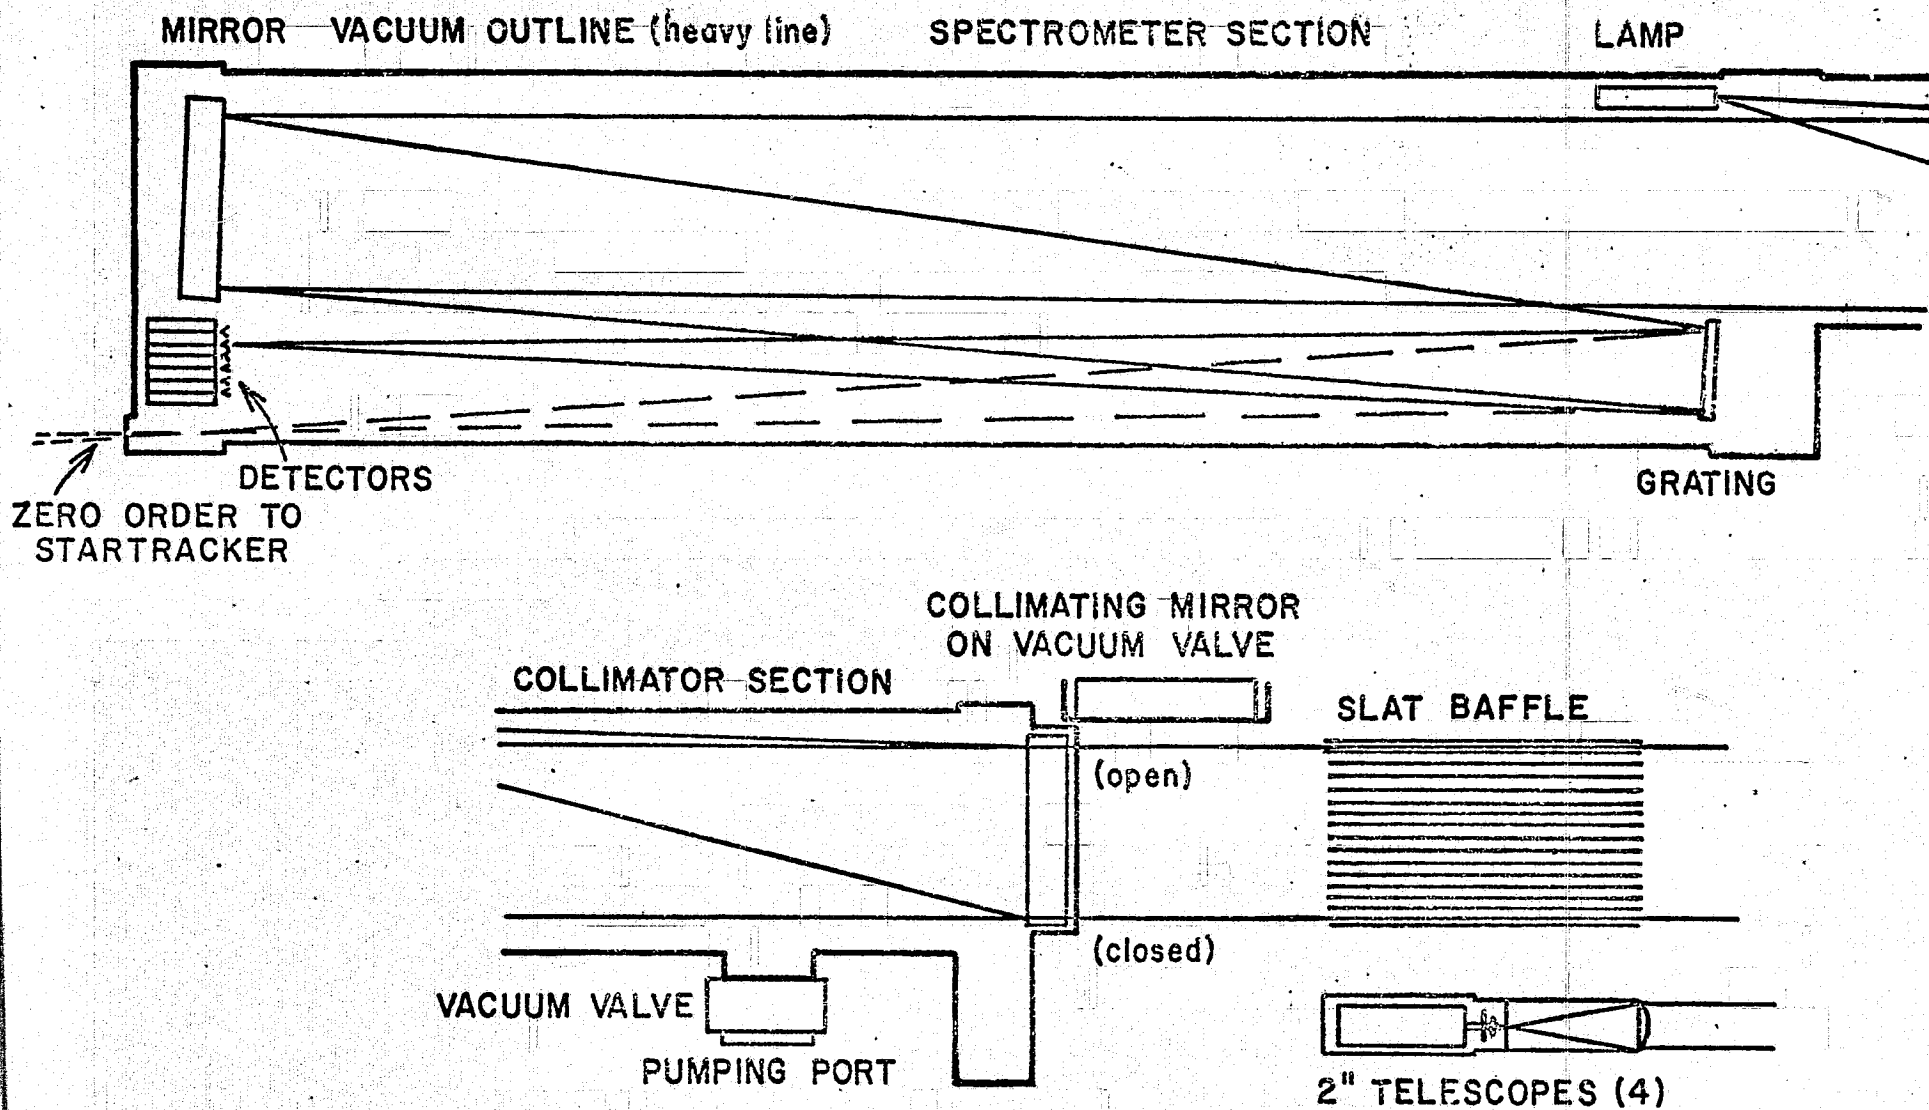 MIRROR VACUUM OUTLINE (heavy line) SPECTROMETER SECTION LAMP
DETECTORS
GRATING
ZERO ORDER TO
STARTRACKER
COLLIMATING MIRROR
ON VACUUM VALVE
COLLIMATOR SECTION
SLAT BAFFLE
(open)
(closed)
VACUUM VALVE
PUMPING PORT
2" TELESCOPES (4)